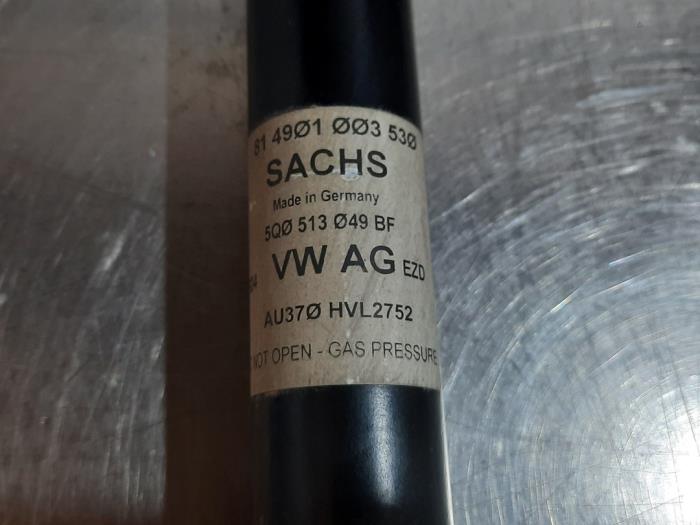 81 49Ø1 ØØ3 53Ø
SACHS
Made in Germany
5QØ 513 Ø49 BF
VW AG EZD
AU37Ø HVL2752
NOT OPEN - GAS PRESSURE